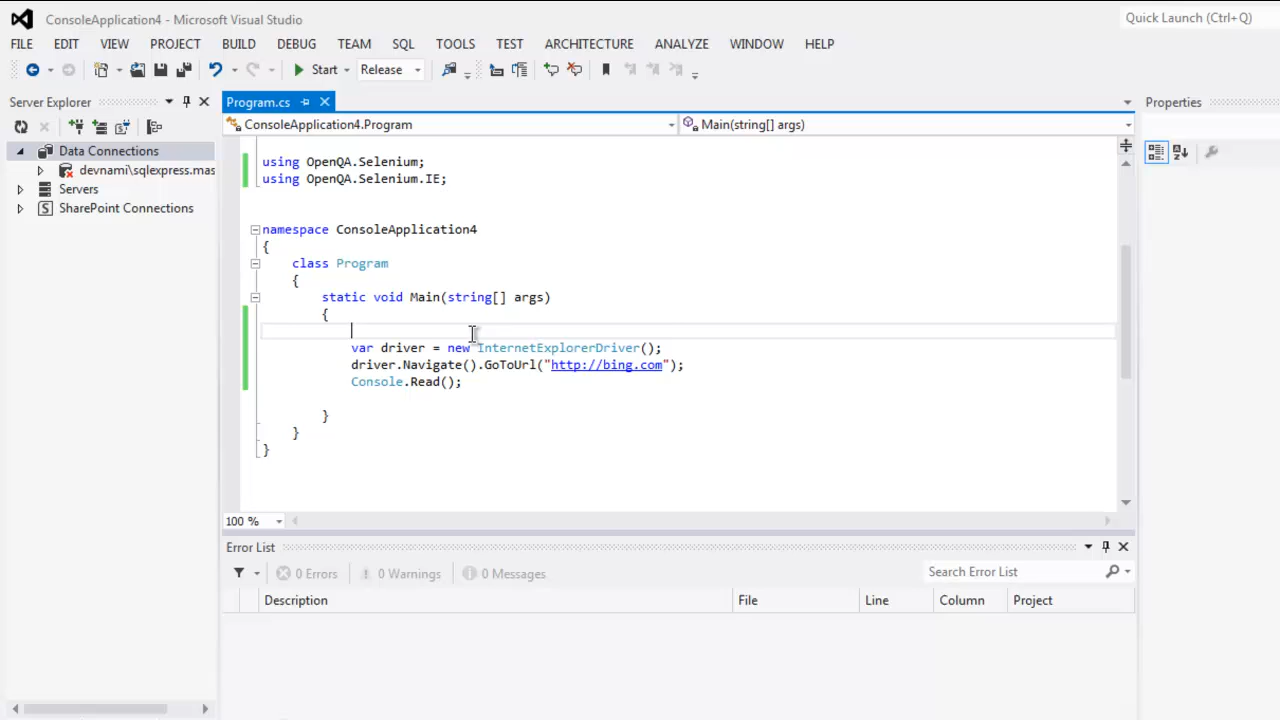 ConsoleApplication4 - Microsoft Visual Studio
Quick Launch (Ctrl+Q)
FILE EDIT VIEW PROJECT BUILD DEBUG TEAM SQL TOOLS TEST ARCHITECTURE ANALYZE WINDOW HELP
Start Release
Server Explorer
Program.cs
Properties
ConsoleApplication4.Program
Main(string[] args)
Data Connections
devnami\sqlexpress.mas
Servers
SharePoint Connections
using OpenQA.Selenium;
using OpenQA.Selenium.IE;
namespace ConsoleApplication4
{
class Program
{
static void Main(string[] args)
{
var driver = new InternetExplorerDriver();
driver.Navigate().GoToUrl("http://bing.com");
Console.Read();
}
}
}
100 %
Error List
0 Errors 0 Warnings 0 Messages
Search Error List
Description File Line Column Project